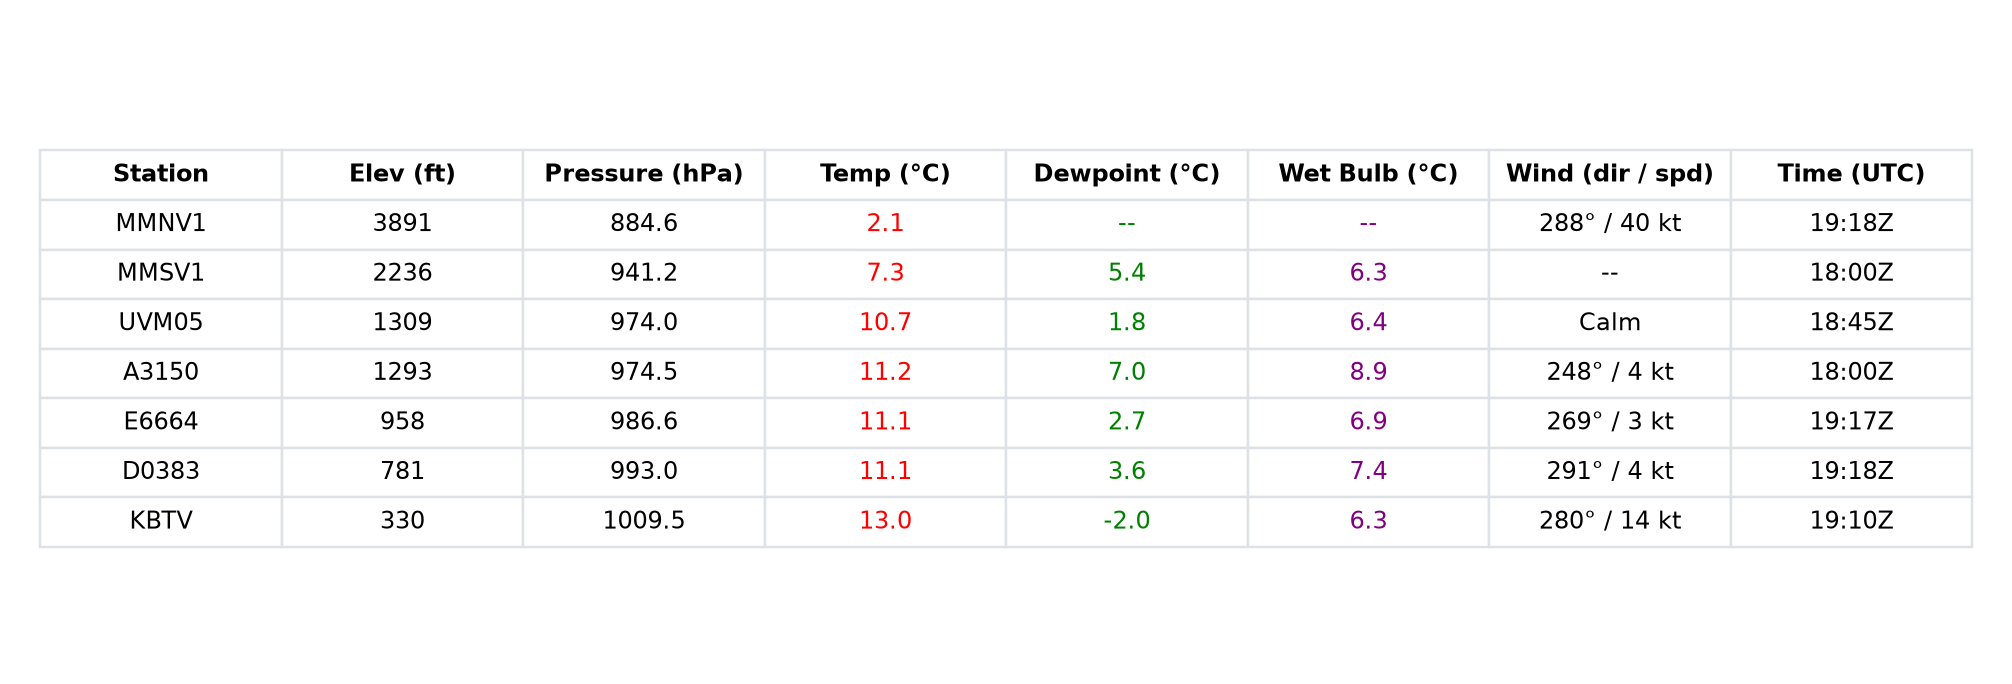 Station Elev (ft) Pressure (hPa) Temp (°C) Dewpoint (°C) Wet Bulb (°C) Wind (dir / spd) Time (UTC)
MMNV1 3891 884.6 2.1 -- -- 288° / 40 kt 19:18Z
MMSV1 2236 941.2 7.3 5.4 6.3 -- 18:00Z
UVM05 1309 974.0 10.7 1.8 6.4 Calm 18:45Z
A3150 1293 974.5 11.2 7.0 8.9 248° / 4 kt 18:00Z
E6664 958 986.6 11.1 2.7 6.9 269° / 3 kt 19:17Z
D0383 781 993.0 11.1 3.6 7.4 291° / 4 kt 19:18Z
KBTV 330 1009.5 13.0 -2.0 6.3 280° / 14 kt 19:10Z